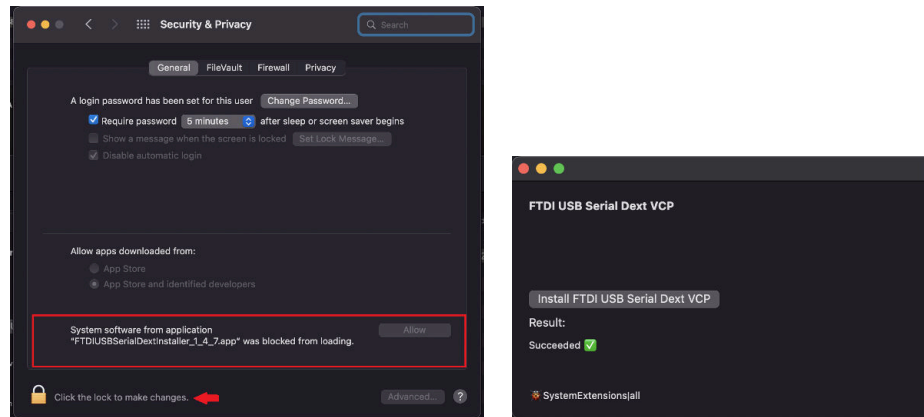 Security & Privacy
Search
General FileVault Firewall Privacy
A login password has been set for this user Change Password...
Require password 5 minutes after sleep or screen saver begins
Show a message when the screen is locked Set Lock Message...
Disable automatic login
Allow apps downloaded from:
App Store
App Store and identified developers
System software from application Allow
"FTDIUSBSerialDextInstaller_1_4_7.app" was blocked from loading.
Click the lock to make changes. Advanced... ?
FTDI USB Serial Dext VCP
Install FTDI USB Serial Dext VCP
Result:
Succeeded ✅
SystemExtensions|all